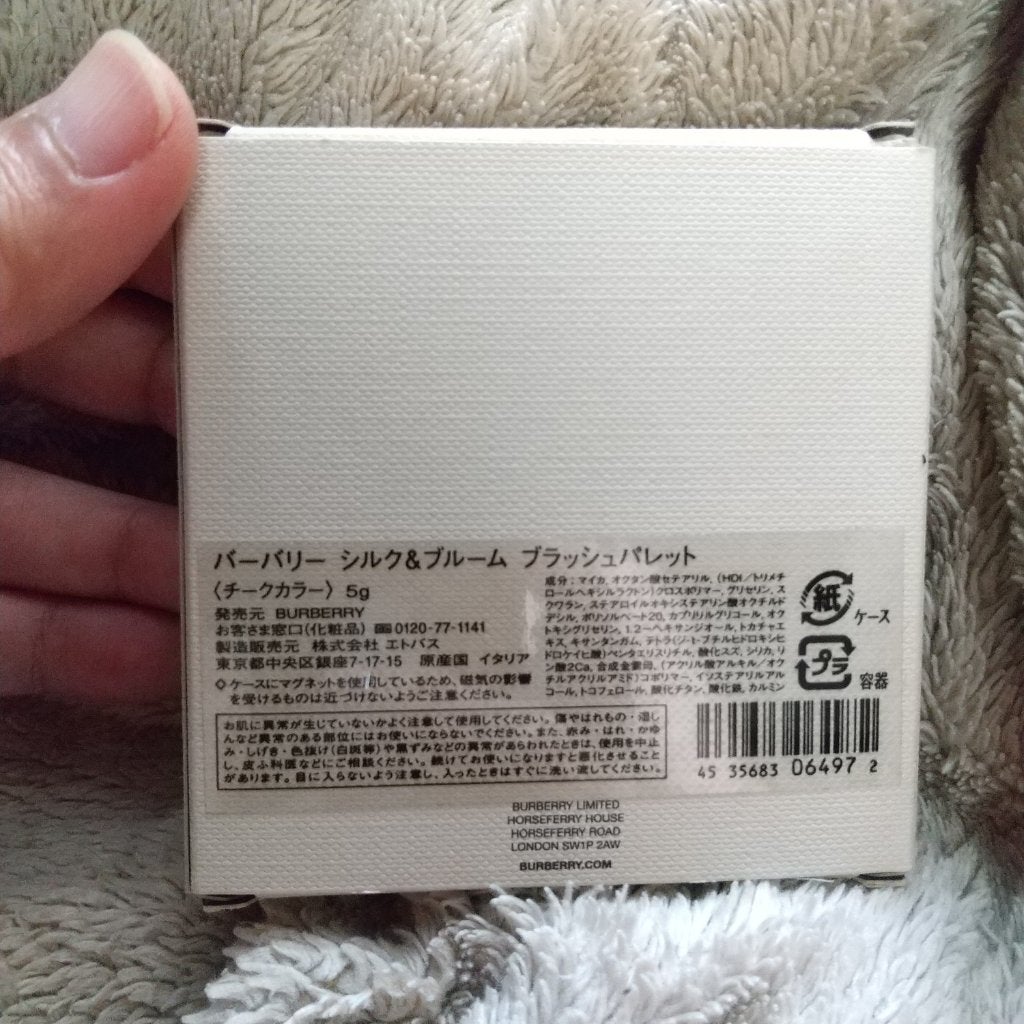 バーバリー シルク&ブルーム ブラッシュパレット
〈チークカラー〉 5g
発売元 BURBERRY
お客さま窓口(化粧品) 0120-77-1141
製造販売元 株式会社 エトバス
東京都中央区銀座7-17-15 原産国 イタリア
◇ケースにマグネットを使用しているため、磁気の影響
を受けるものは近づけないようご注意ください。
成分：マイカ, オクタン酸セテアリル, (HDI／トリメチ
ロールヘキシルラクトン)クロスポリマー, グリセリン, ス
クワラン, ステアロイルオキシステアリン酸オクチルド
デシル, ポリソルベート20, カプリリルグリコール, オク
トキシグリセリン, 1,2-ヘキサンジオール, トカチャエ
キス, キサンタンガム, テトラ(ジ-t-ブチルヒドロキシヒ
ドロケイヒ酸)ペンタエリスリチル, 酸化スズ, シリカ, リ
ン酸2Ca, 合成金雲母, (アクリル酸アルキル／オク
チルアクリルアミド)コポリマー, イソステアリルアル
コール, トコフェロール, 酸化チタン, 酸化鉄, カルミン
紙
ケース
プラ
容器
お肌に異常が生じていないかよく注意して使用してください。傷やはれもの・湿し
んなど異常のある部位にはお使いにならないでください。また、赤み・はれ・かゆ
み・しげき・色抜け(白斑等)や黒ずみなどの異常があらわれたときは、使用を中止
し、皮ふ科医などにご相談ください。続けてお使いになりますと悪化させること
があります。目に入らないよう注意し、入ったときはすぐに洗い流してください。
45 35683 06497 2
BURBERRY LIMITED
HORSEFERRY HOUSE
HORSEFERRY ROAD
LONDON SW1P 2AW
BURBERRY.COM